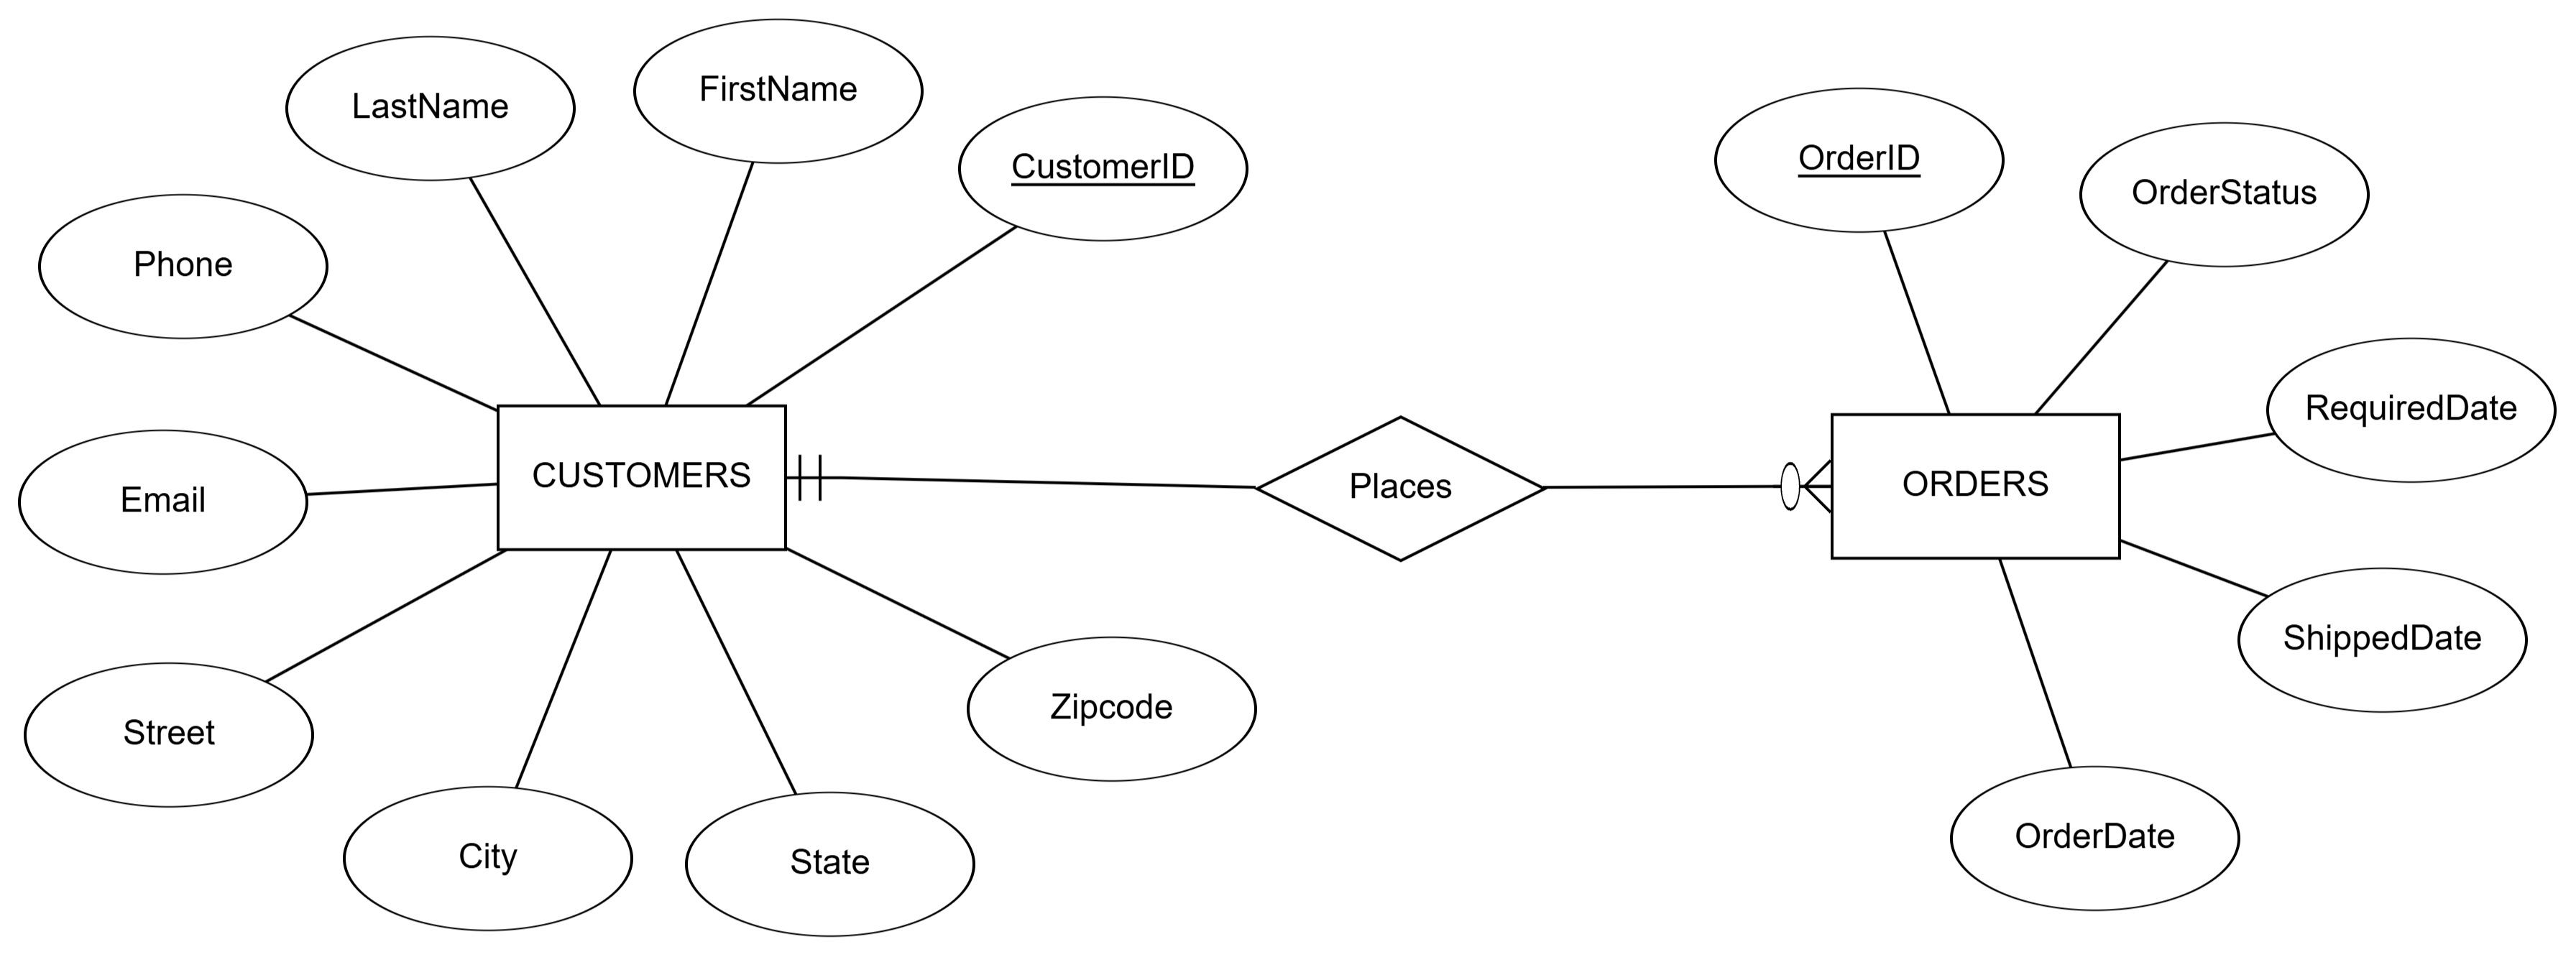 FirstName
LastName
CustomerID
OrderID
OrderStatus
Phone
RequiredDate
CUSTOMERS
Places
ORDERS
Email
ShippedDate
Zipcode
Street
OrderDate
City
State